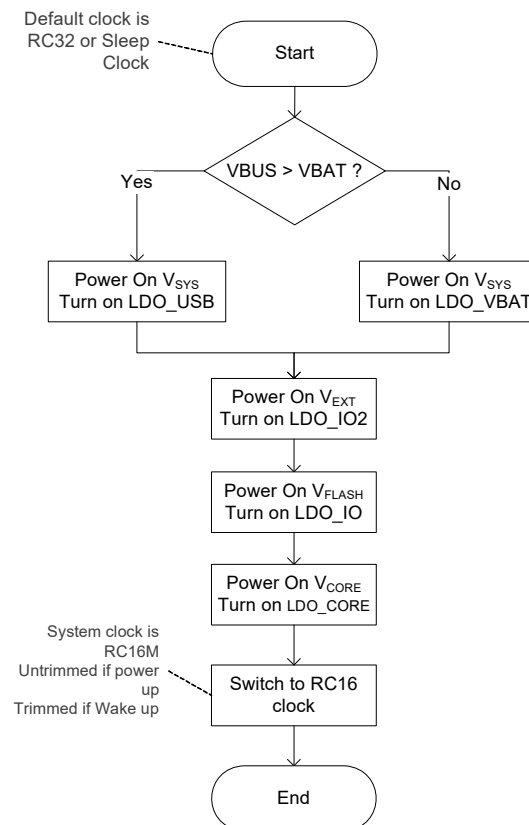 Default clock is
RC32 or Sleep
Clock
Start
VBUS > VBAT ?
Yes
No
Power On VSYS
Turn on LDO_USB
Power On VSYS
Turn on LDO_VBAT
Power On VEXT
Turn on LDO_IO2
Power On VFLASH
Turn on LDO_IO
Power On VCORE
Turn on LDO_CORE
System clock is
RC16M
Untrimmed if power
up
Trimmed if Wake up
Switch to RC16
clock
End